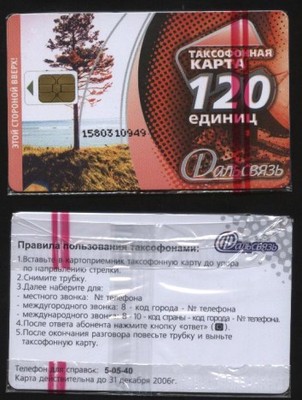 ЭТОЙ СТОРОНОЙ ВВЕРХ!
ТАКСОФОННАЯ
КАРТА
120
единиц
1580310949
Дальсвязь
Дальсвязь
Правила пользования таксофонами:
1.Вставьте в картоприемник таксофонную карту до упора
по направлению стрелки.
2.Снимите трубку.
3.Далее наберите для:
- местного звонка: № телефона
- междугородного звонка: 8 - код города - № телефона
- международного звонка: 8 - 10 - код страны - код города - № телефона.
4.После ответа абонента нажмите кнопку «ответ» ( ).
5.После окончания разговора повесьте трубку и выньте
таксофонную карту.
Телефон для справок: 5-05-40
Карта действительна до 31 декабря 2006г.